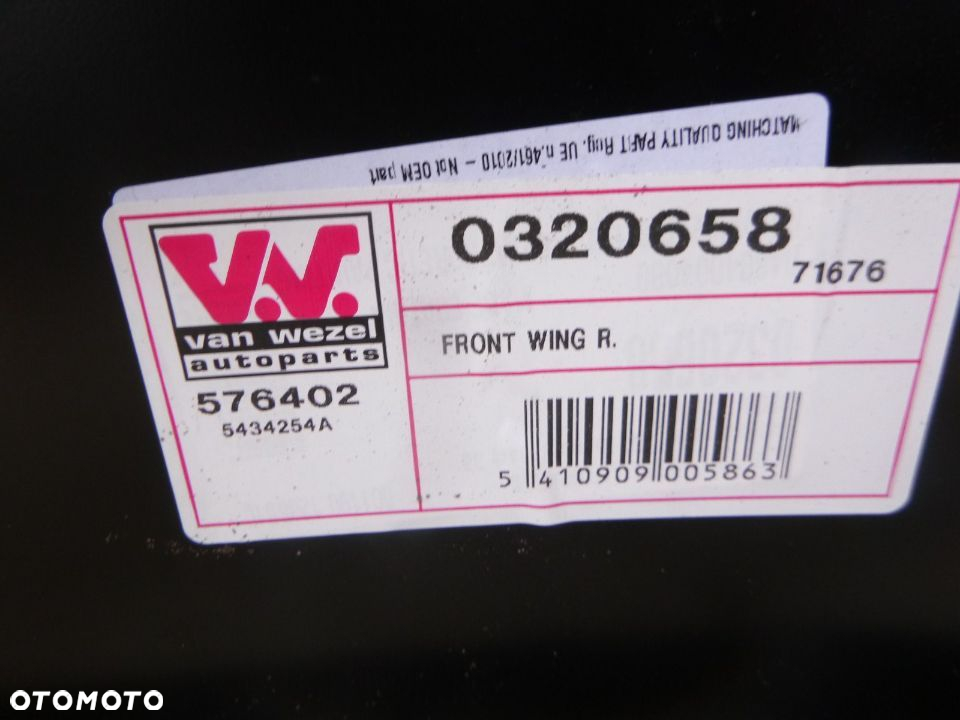 MATCHING QUALITY PART Rug. UE n.461/2010 - Not OEM part
V.W.
van wezel
autoparts
576402
5434254A
0320658
71676
FRONT WING R.
5 410909 005863
OTOMOTO